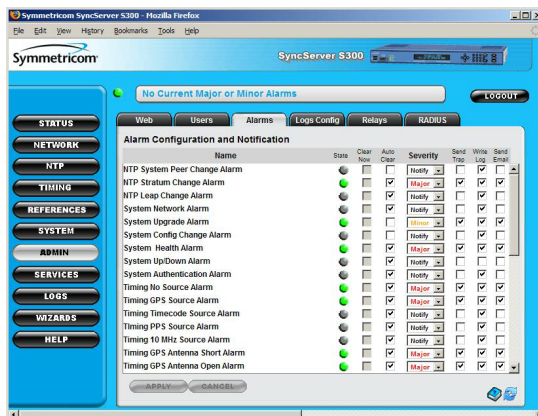 Symmetricom SyncServer S300 - Mozilla Firefox
File Edit View History Bookmarks Tools Help
Symmetricom
SyncServer S300
No Current Major or Minor Alarms
LOGOUT
Web Users Alarms Logs Config Relays RADIUS
STATUS
NETWORK
NTP
TIMING
REFERENCES
SYSTEM
ADMIN
SERVICES
LOGS
WIZARDS
HELP
Alarm Configuration and Notification
Name State Clear Now Auto Clear Severity Send Trap Write Log Send Email
NTP System Peer Change Alarm Notify
NTP Stratum Change Alarm Major
NTP Leap Change Alarm Notify
System Network Alarm Notify
System Upgrade Alarm Minor
System Config Change Alarm Notify
System Health Alarm Major
System Up/Down Alarm Notify
System Authentication Alarm Notify
Timing No Source Alarm Major
Timing GPS Source Alarm Major
Timing Timecode Source Alarm Notify
Timing PPS Source Alarm Notify
Timing 10 MHz Source Alarm Notify
Timing GPS Antenna Short Alarm Major
Timing GPS Antenna Open Alarm Major
APPLY CANCEL